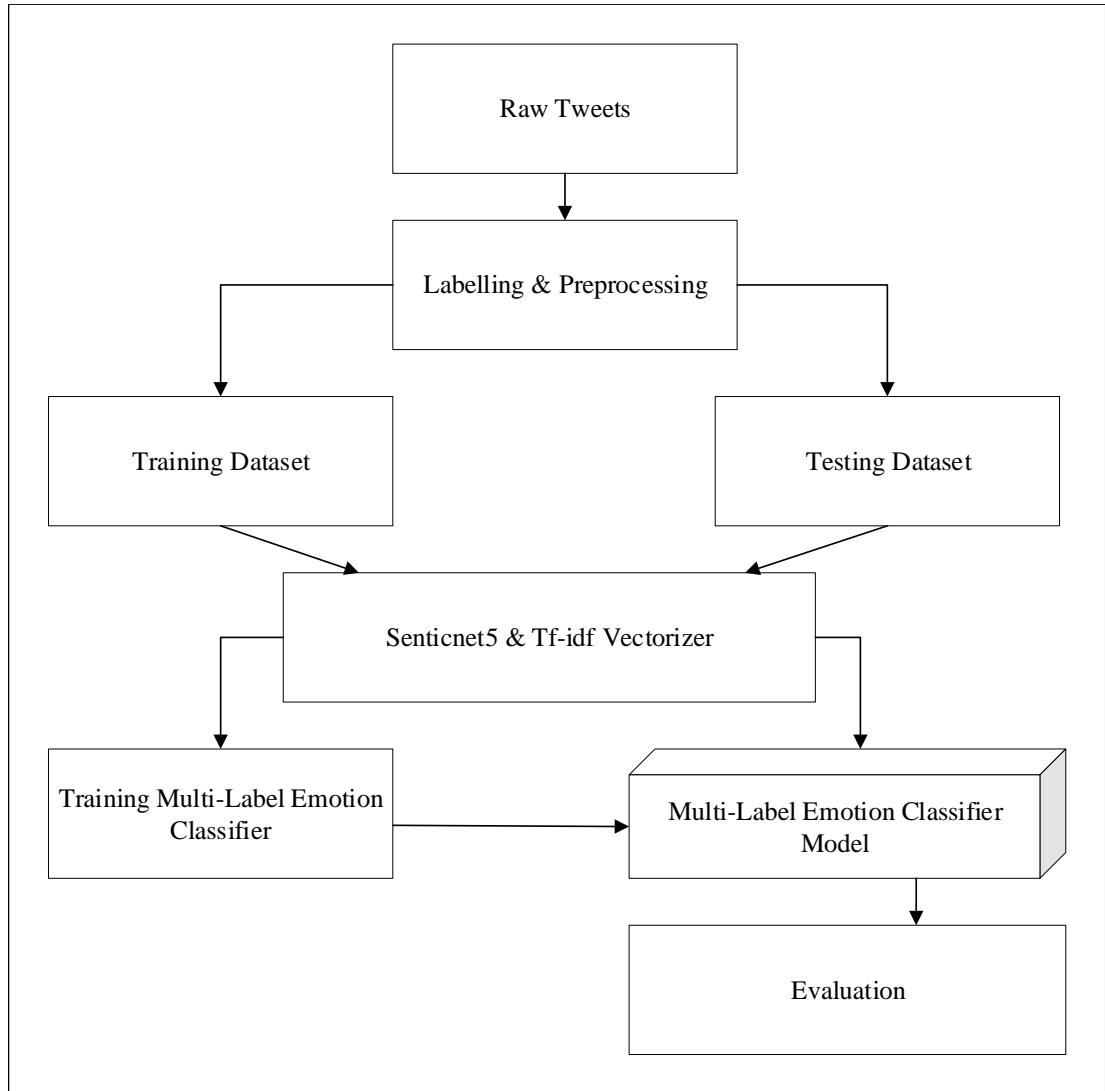 Raw Tweets
Labelling & Preprocessing
Training Dataset
Testing Dataset
Senticnet5 & Tf-idf Vectorizer
Training Multi-Label Emotion
Classifier
Multi-Label Emotion Classifier
Model
Evaluation